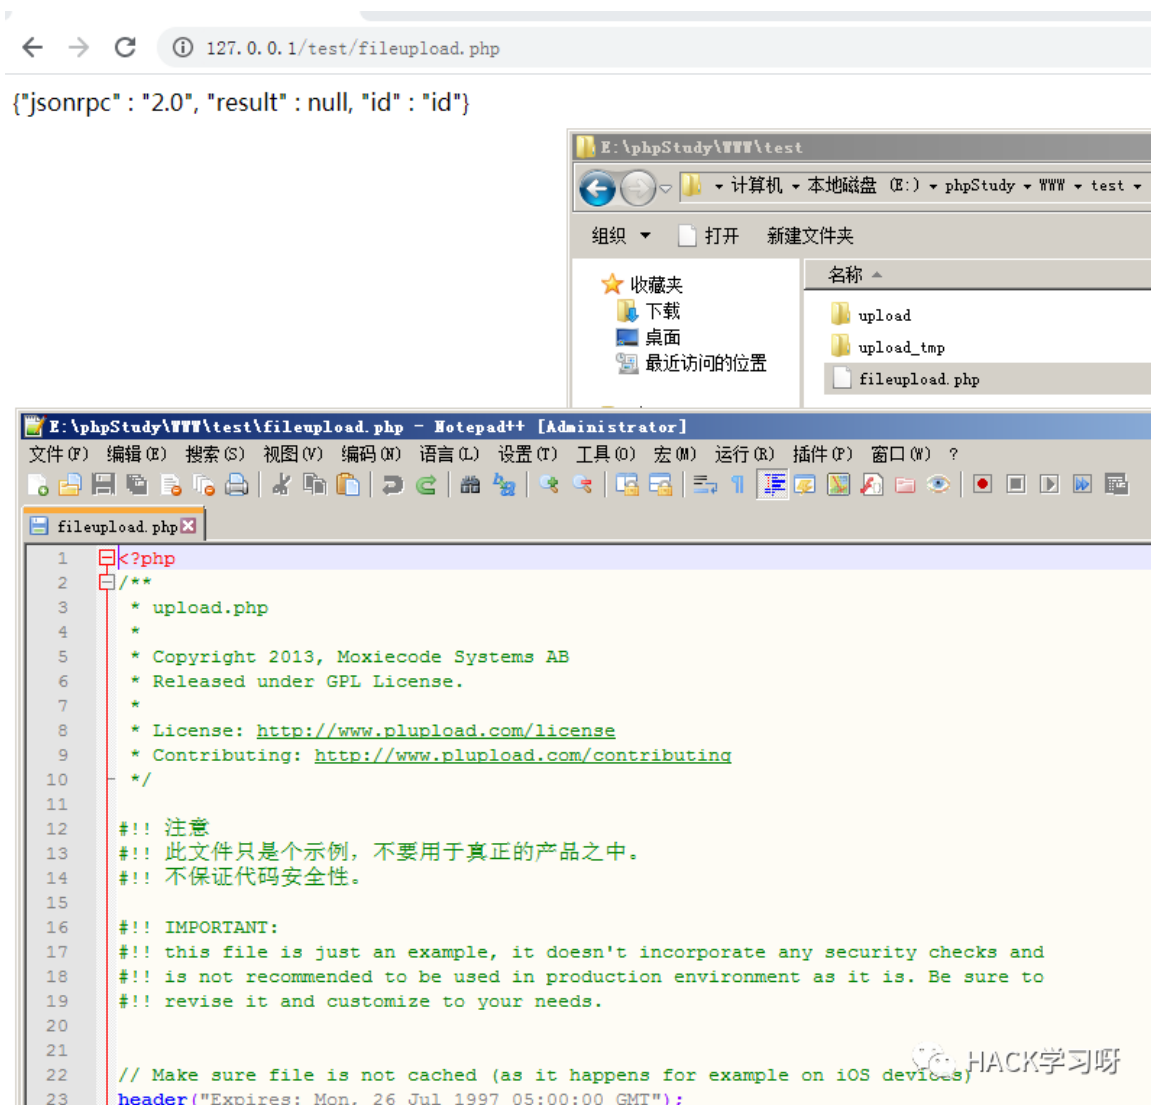 127.0.0.1/test/fileupload.php
{"jsonrpc" : "2.0", "result" : null, "id" : "id"}
E:\phpStudy\WWW\test
计算机 本地磁盘 (E:) phpStudy WWW test
组织 打开 新建文件夹
收藏夹
下载
桌面
最近访问的位置
名称
upload
upload_tmp
fileupload.php
E:\phpStudy\WWW\test\fileupload.php - Notepad++ [Administrator]
文件(F) 编辑(E) 搜索(S) 视图(V) 编码(N) 语言(L) 设置(T) 工具(O) 宏(M) 运行(R) 插件(P) 窗口(W) ?
fileupload.php
1 <?php
2 /**
3 * upload.php
4 *
5 * Copyright 2013, Moxiecode Systems AB
6 * Released under GPL License.
7 *
8 * License: http://www.plupload.com/license
9 * Contributing: http://www.plupload.com/contributing
10 */
11
12 #!! 注意
13 #!! 此文件只是个示例，不要用于真正的产品之中。
14 #!! 不保证代码安全性。
15
16 #!! IMPORTANT:
17 #!! this file is just an example, it doesn't incorporate any security checks and
18 #!! is not recommended to be used in production environment as it is. Be sure to
19 #!! revise it and customize to your needs.
20
21
22 // Make sure file is not cached (as it happens for example on iOS devices)
23 header("Expires: Mon, 26 Jul 1997 05:00:00 GMT");
HACK学习呀